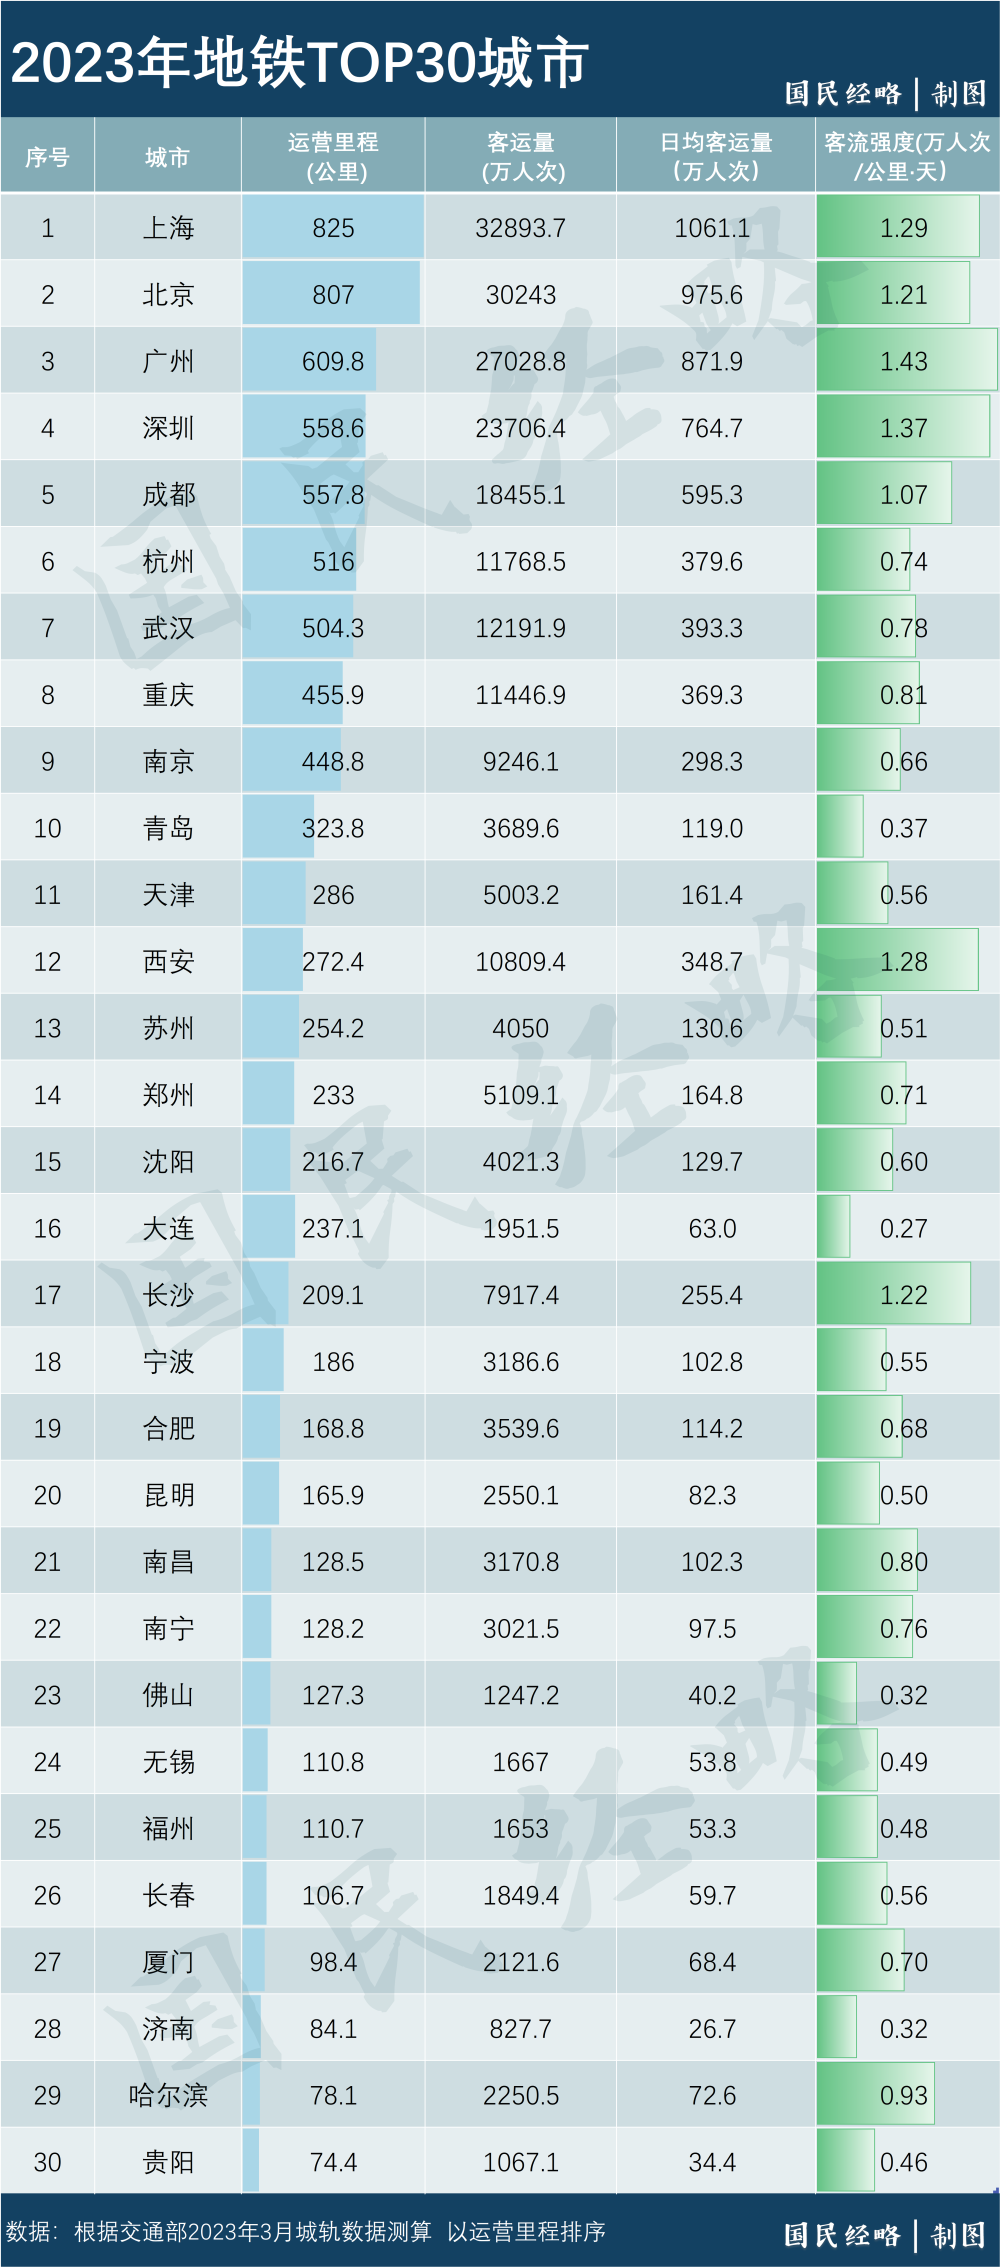 2023年地铁TOP30城市
国民经略 | 制图
序号 城市 运营里程(公里) 客运量(万人次) 日均客运量(万人次) 客流强度(万人次/公里·天)
1 上海 825 32893.7 1061.1 1.29
2 北京 807 30243 975.6 1.21
3 广州 609.8 27028.8 871.9 1.43
4 深圳 558.6 23706.4 764.7 1.37
5 成都 557.8 18455.1 595.3 1.07
6 杭州 516 11768.5 379.6 0.74
7 武汉 504.3 12191.9 393.3 0.78
8 重庆 455.9 11446.9 369.3 0.81
9 南京 448.8 9246.1 298.3 0.66
10 青岛 323.8 3689.6 119.0 0.37
11 天津 286 5003.2 161.4 0.56
12 西安 272.4 10809.4 348.7 1.28
13 苏州 254.2 4050 130.6 0.51
14 郑州 233 5109.1 164.8 0.71
15 沈阳 216.7 4021.3 129.7 0.60
16 大连 237.1 1951.5 63.0 0.27
17 长沙 209.1 7917.4 255.4 1.22
18 宁波 186 3186.6 102.8 0.55
19 合肥 168.8 3539.6 114.2 0.68
20 昆明 165.9 2550.1 82.3 0.50
21 南昌 128.5 3170.8 102.3 0.80
22 南宁 128.2 3021.5 97.5 0.76
23 佛山 127.3 1247.2 40.2 0.32
24 无锡 110.8 1667 53.8 0.49
25 福州 110.7 1653 53.3 0.48
26 长春 106.7 1849.4 59.7 0.56
27 厦门 98.4 2121.6 68.4 0.70
28 济南 84.1 827.7 26.7 0.32
29 哈尔滨 78.1 2250.5 72.6 0.93
30 贵阳 74.4 1067.1 34.4 0.46
国民经略
国民经略
国民经略
数据：根据交通部2023年3月城轨数据测算 以运营里程排序
国民经略 | 制图